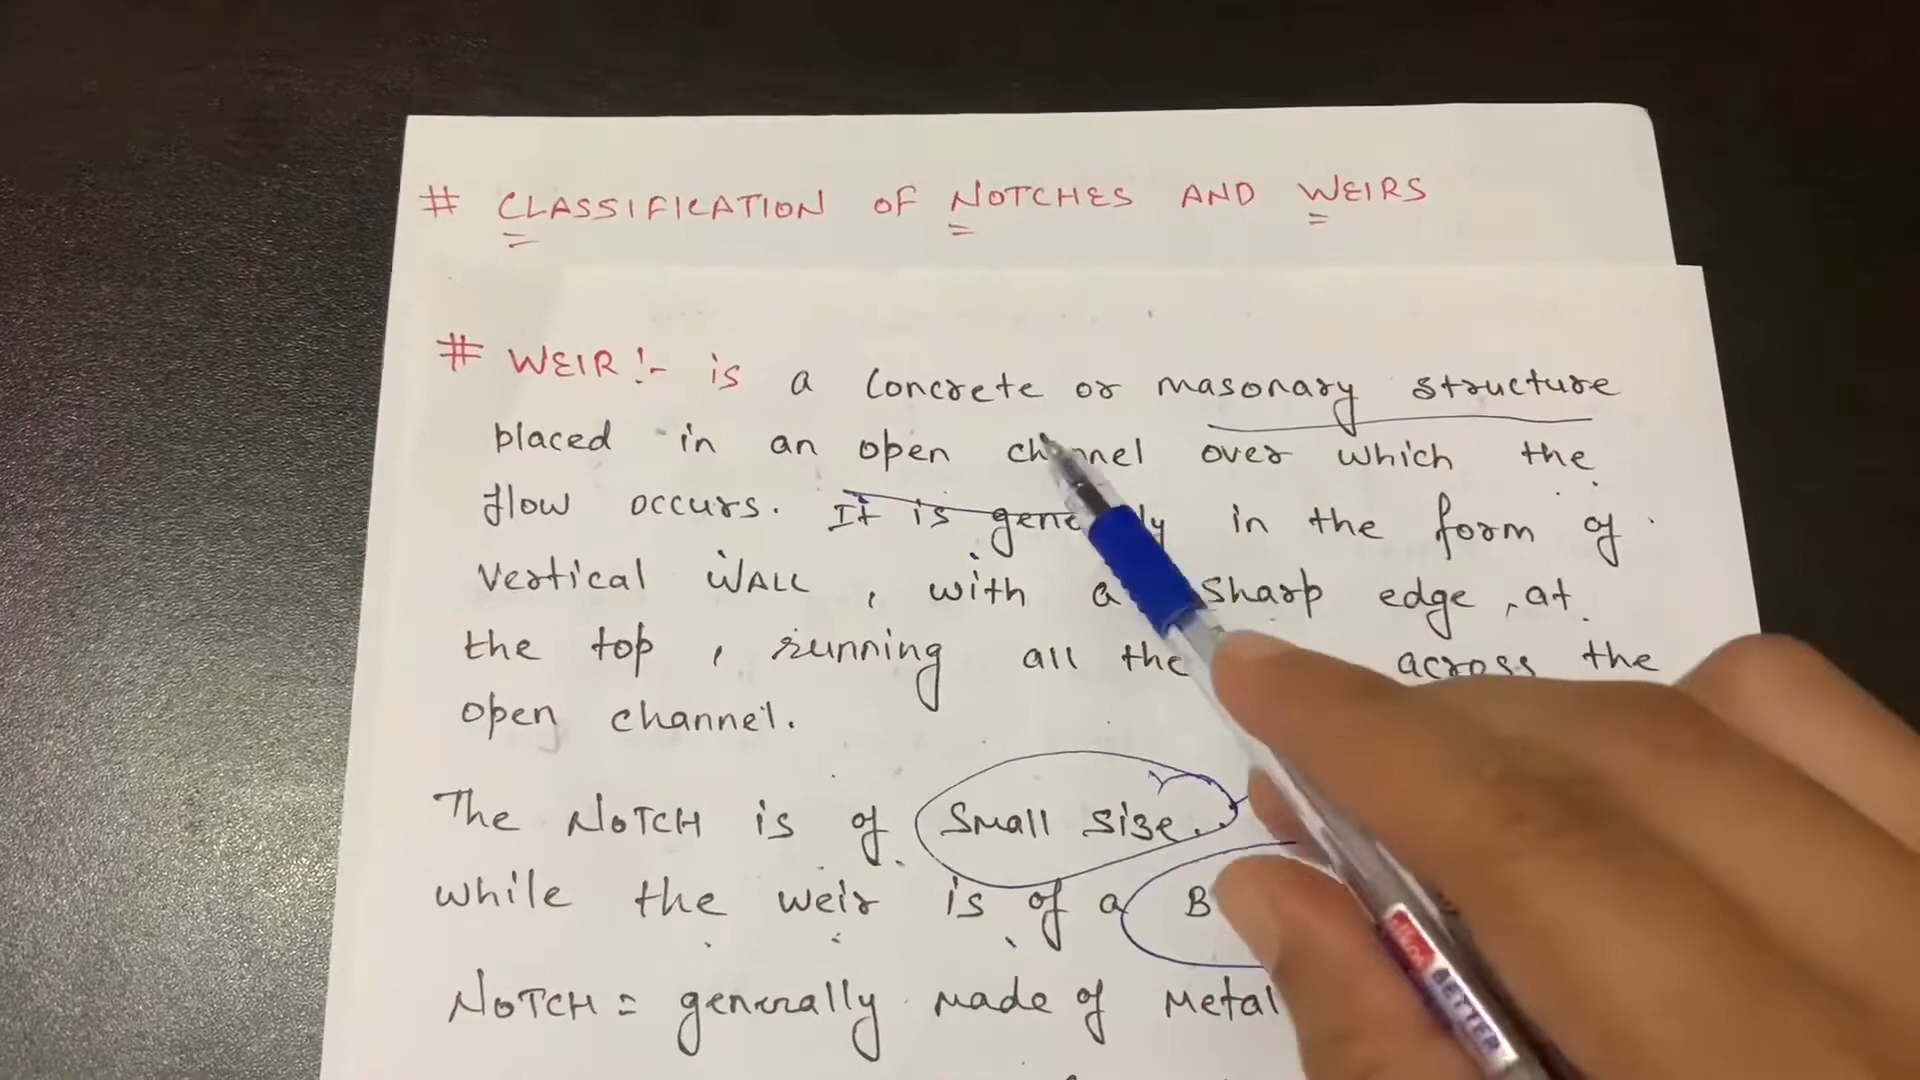 # CLASSIFICATION OF NOTCHES AND WEIRS
# WEIR :- is a Concrete or masonary structure
placed in an open channel over which the
flow occurs. It is generally in the form of
vertical WALL , with a sharp edge , at
the top , running all the across the
open channel.
The NOTCH is of Small size.
while the weir is of a
NOTCH = generally made of Metal
BETTER